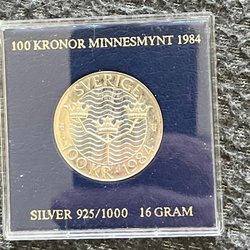 100 KRONOR MINNESMYNT 1984
SVERIGE
100 KR · 1984
SILVER 925/1000 16 GRAM